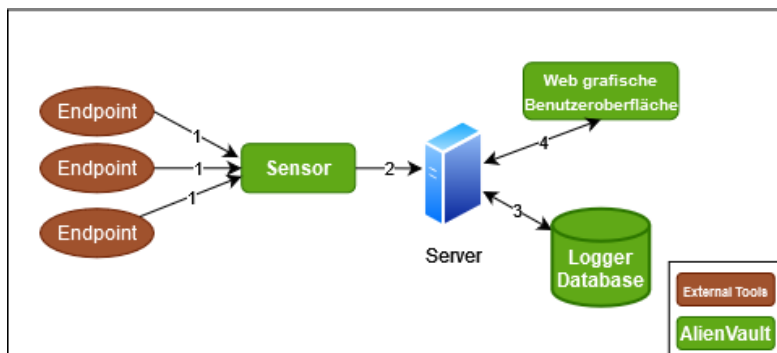 Endpoint
1
Endpoint
1
Endpoint
1
Sensor
2
Server
Web grafische
Benutzeroberfläche
4
3
Logger
Database
External Tools
AlienVault